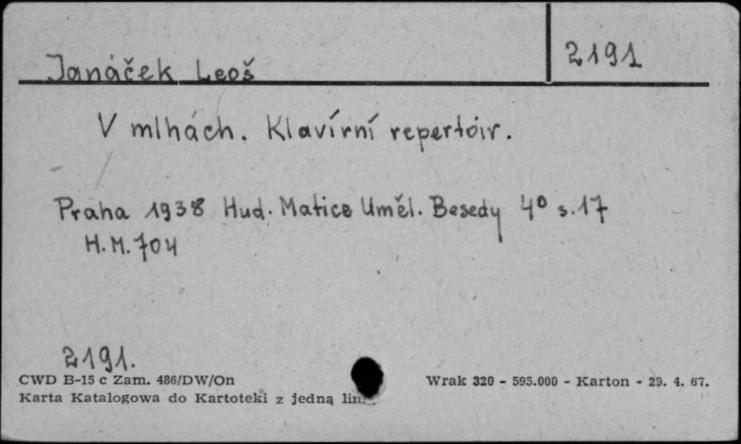 2191
Janáček Leoš
V mlhách. Klavírní repertóir.
Praha 1938 Hud. Matice Uměl. Besedy 4° s. 17
H.M. 704
2191.
CWD B-15 c Zam. 486/DW/On
Karta Katalogowa do Kartoteki z jedną
Wrak 320 - 595.000 - Karton - 29. 4. 67.